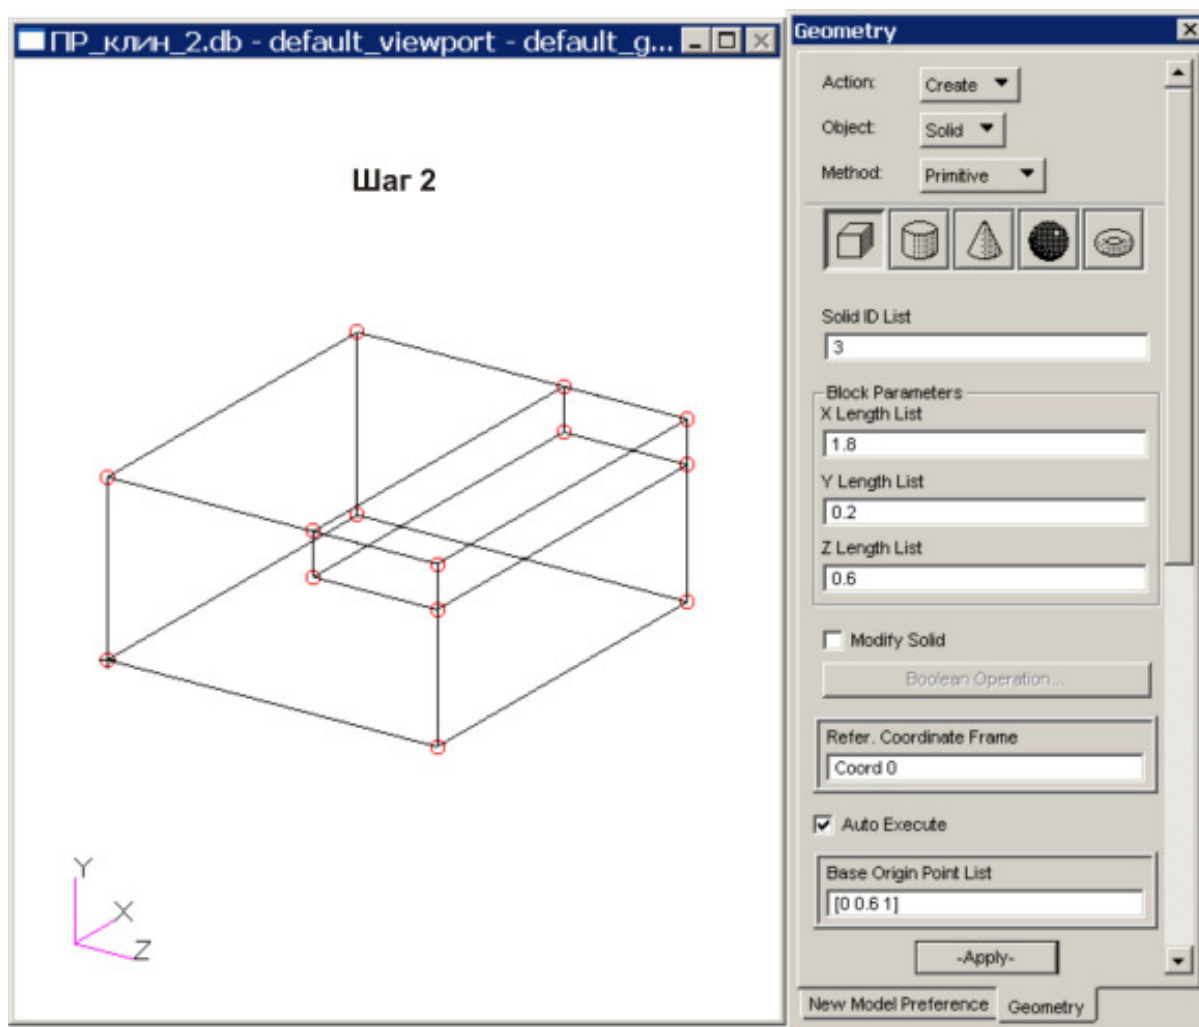 ПР_клин_2.db - default_viewport - default_g...
Шаг 2
Y
X
Z
Geometry
Action: Create
Object: Solid
Method: Primitive
Solid ID List
3
Block Parameters
X Length List
1.8
Y Length List
0.2
Z Length List
0.6
Modify Solid
Boolean Operation...
Refer. Coordinate Frame
Coord 0
Auto Execute
Base Origin Point List
[0 0.6 1]
-Apply-
New Model Preference Geometry